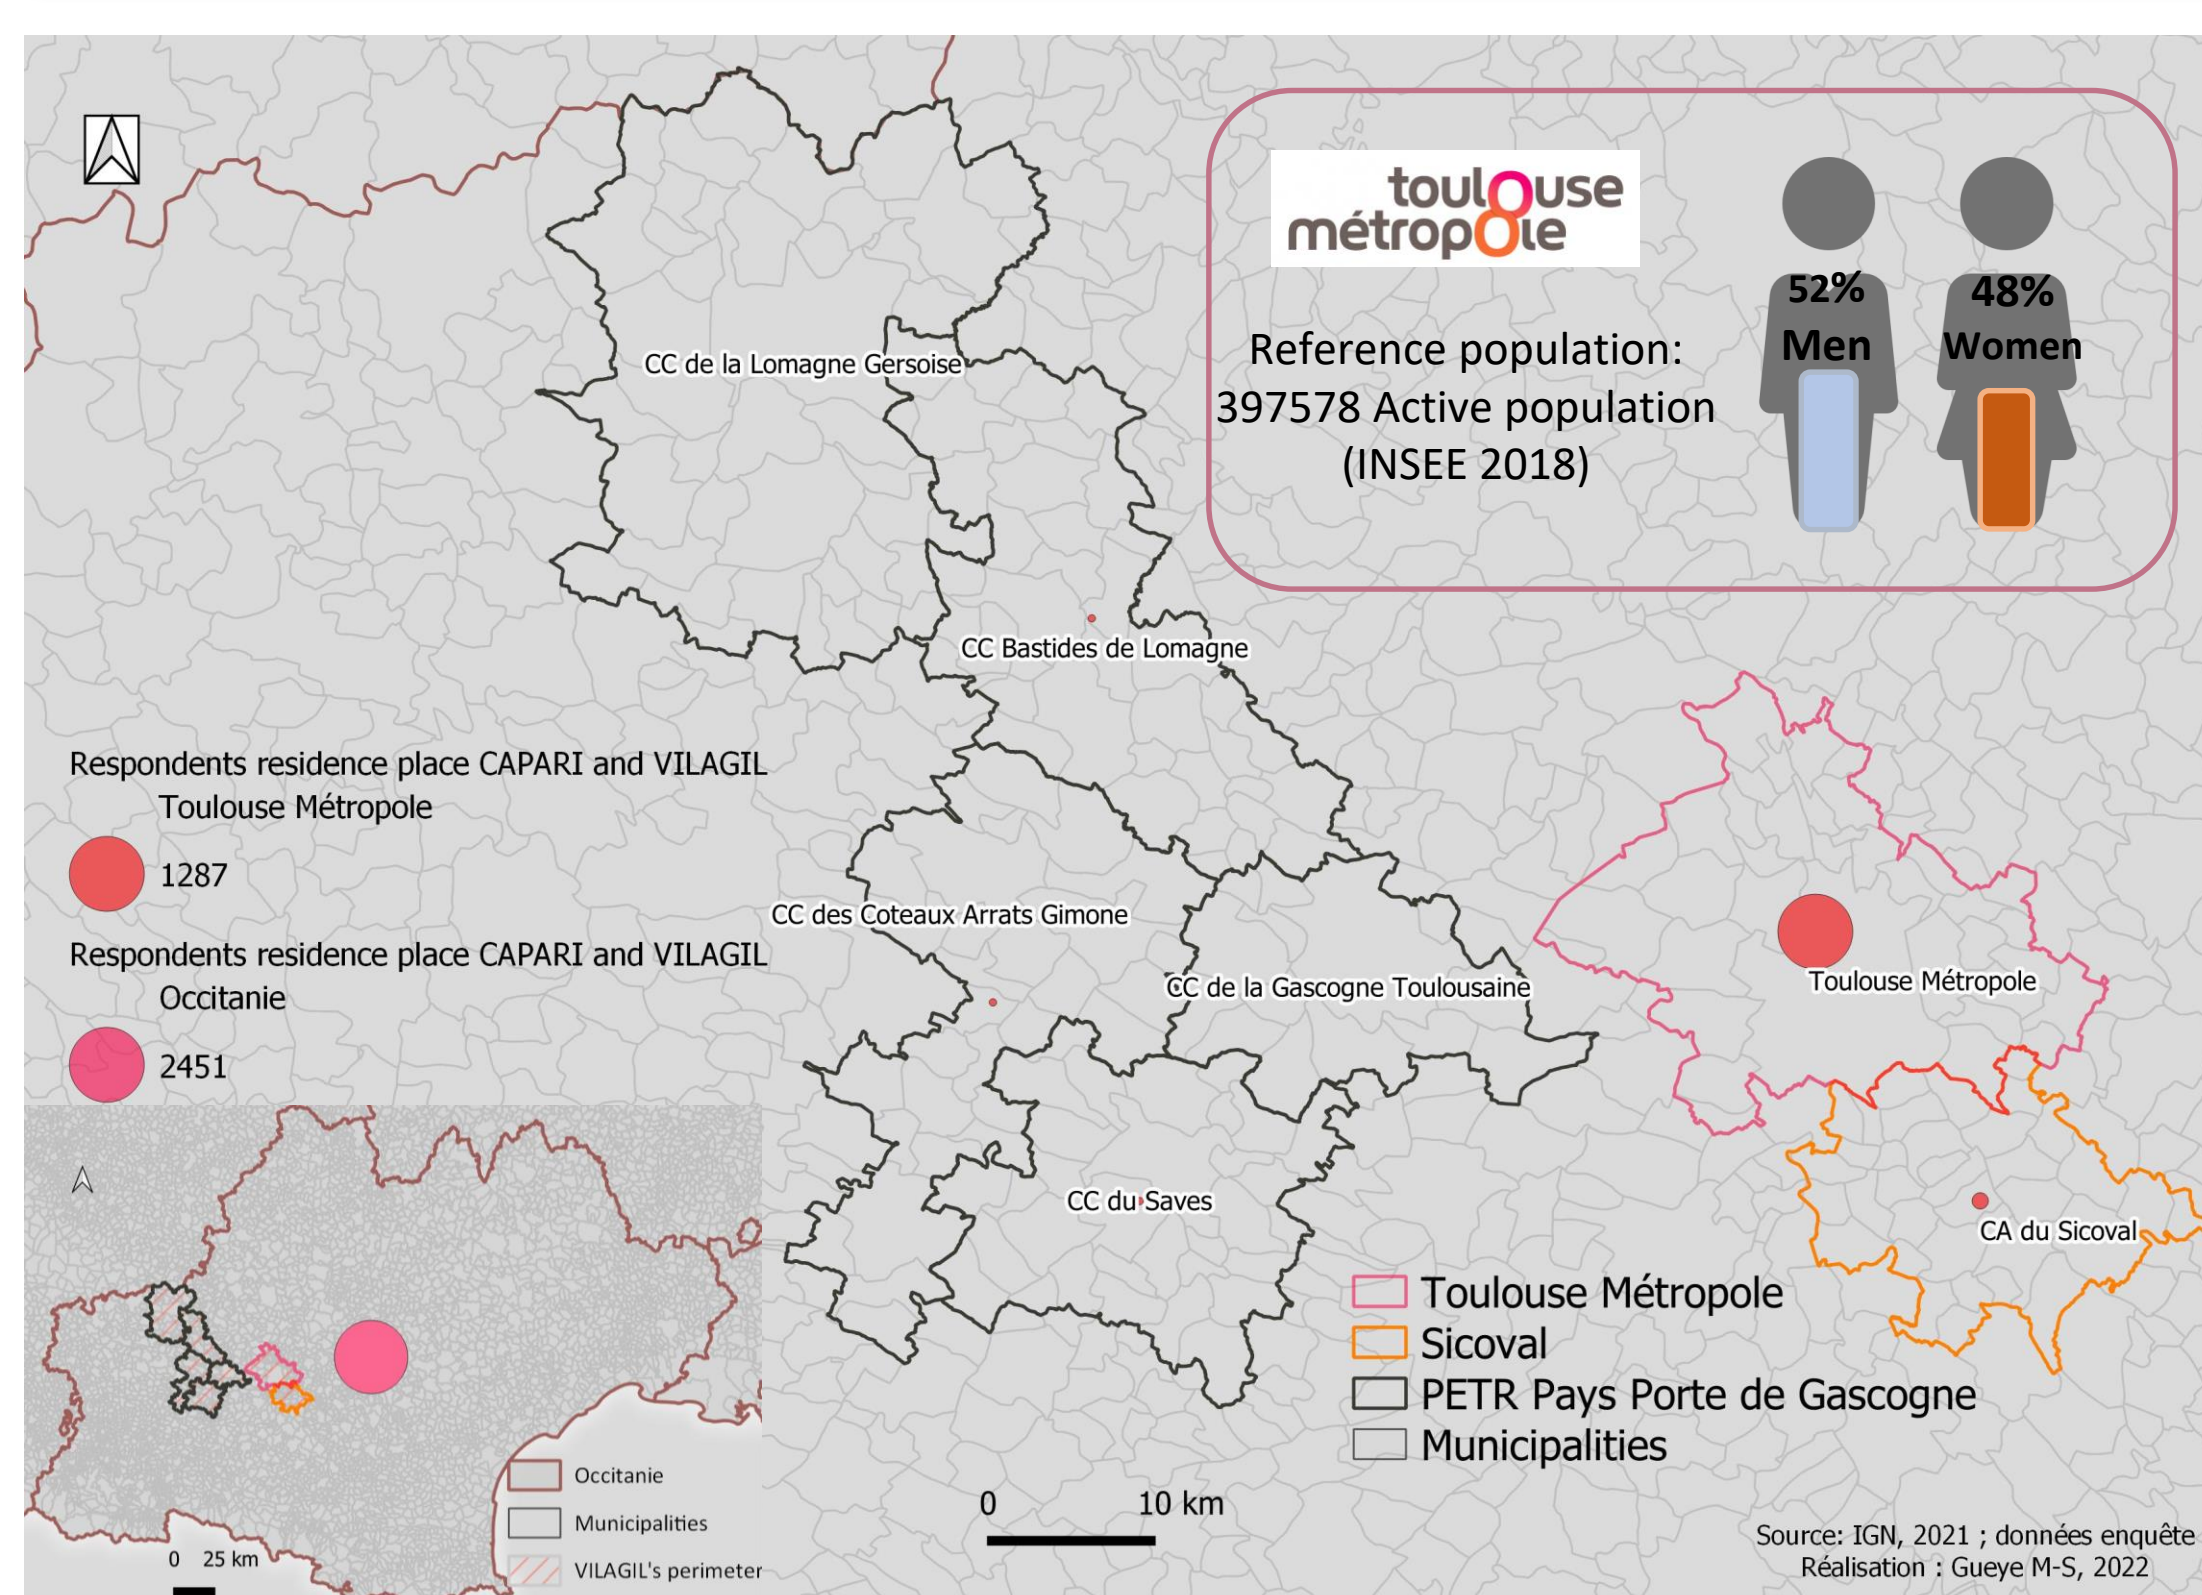 toulouse
métropole
52%
Men
48%
Women
Reference population:
397578 Active population
(INSEE 2018)
CC de la Lomagne Gersoise
CC Bastides de Lomagne
Respondents residence place CAPARI and VILAGIL
Toulouse Métropole
1287
Respondents residence place CAPARI and VILAGIL
Occitanie
2451
CC des Coteaux Arrats Gimone
CC de la Gascogne Toulousaine
Toulouse Métropole
CC du Saves
CA du Sicoval
Toulouse Métropole
Sicoval
PETR Pays Porte de Gascogne
Municipalities
Occitanie
Municipalities
VILAGIL's perimeter
0 25 km
0 10 km
Source: IGN, 2021 ; données enquête
Réalisation : Gueye M-S, 2022